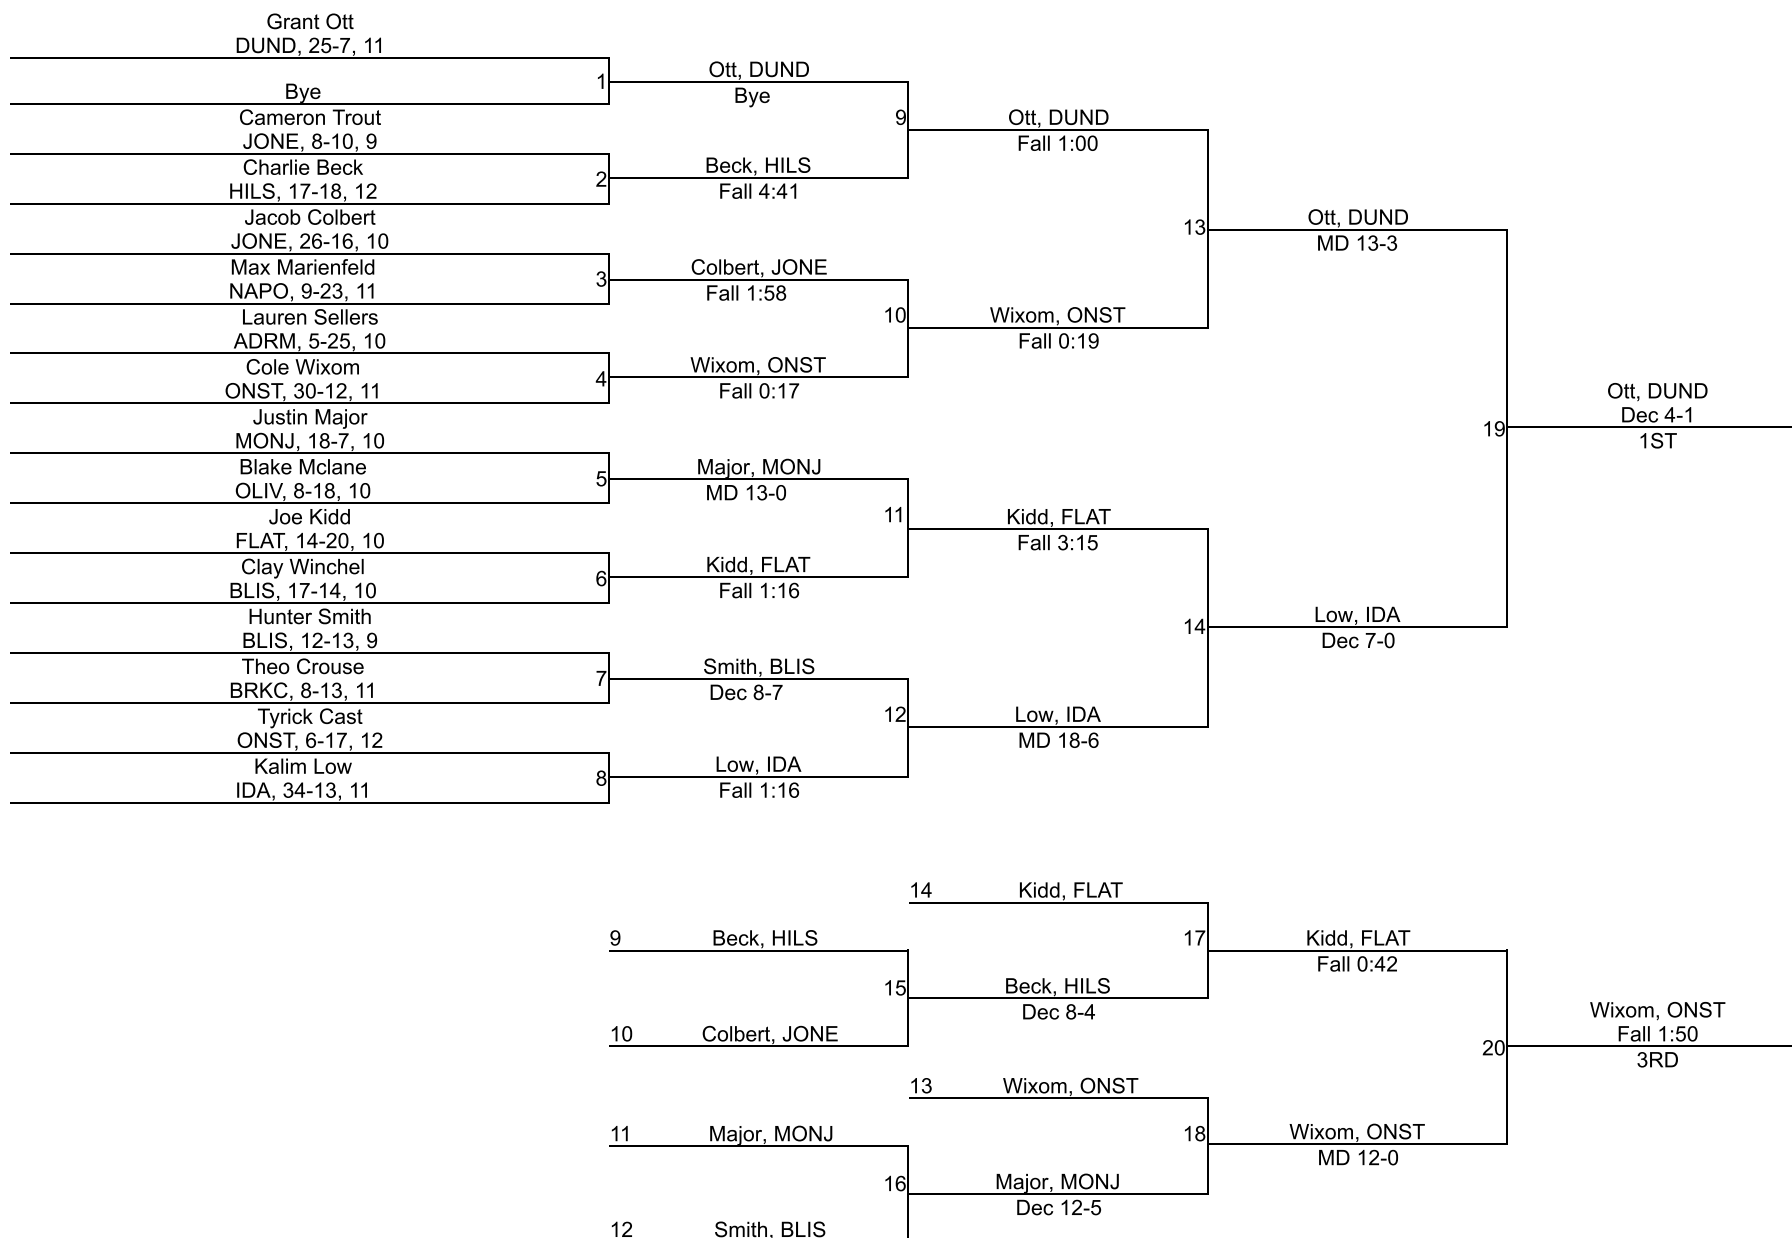 Grant Ott
DUND, 25-7, 11
Bye
Cameron Trout
JONE, 8-10, 9
Charlie Beck
HILS, 17-18, 12
Jacob Colbert
JONE, 26-16, 10
Max Marienfeld
NAPO, 9-23, 11
Lauren Sellers
ADRM, 5-25, 10
Cole Wixom
ONST, 30-12, 11
Justin Major
MONJ, 18-7, 10
Blake Mclane
OLIV, 8-18, 10
Joe Kidd
FLAT, 14-20, 10
Clay Winchel
BLIS, 17-14, 10
Hunter Smith
BLIS, 12-13, 9
Theo Crouse
BRKC, 8-13, 11
Tyrick Cast
ONST, 6-17, 12
Kalim Low
IDA, 34-13, 11
1
Ott, DUND
Bye
2
Beck, HILS
Fall 4:41
3
Colbert, JONE
Fall 1:58
4
Wixom, ONST
Fall 0:17
5
Major, MONJ
MD 13-0
6
Kidd, FLAT
Fall 1:16
7
Smith, BLIS
Dec 8-7
8
Low, IDA
Fall 1:16
9
Ott, DUND
Fall 1:00
10
Wixom, ONST
Fall 0:19
11
Kidd, FLAT
Fall 3:15
12
Low, IDA
MD 18-6
13
Ott, DUND
MD 13-3
14
Low, IDA
Dec 7-0
19
Ott, DUND
Dec 4-1
1ST
9 Beck, HILS
10 Colbert, JONE
11 Major, MONJ
12 Smith, BLIS
14 Kidd, FLAT
15
Beck, HILS
Dec 8-4
13 Wixom, ONST
16
Major, MONJ
Dec 12-5
17
Kidd, FLAT
Fall 0:42
18
Wixom, ONST
MD 12-0
20
Wixom, ONST
Fall 1:50
3RD